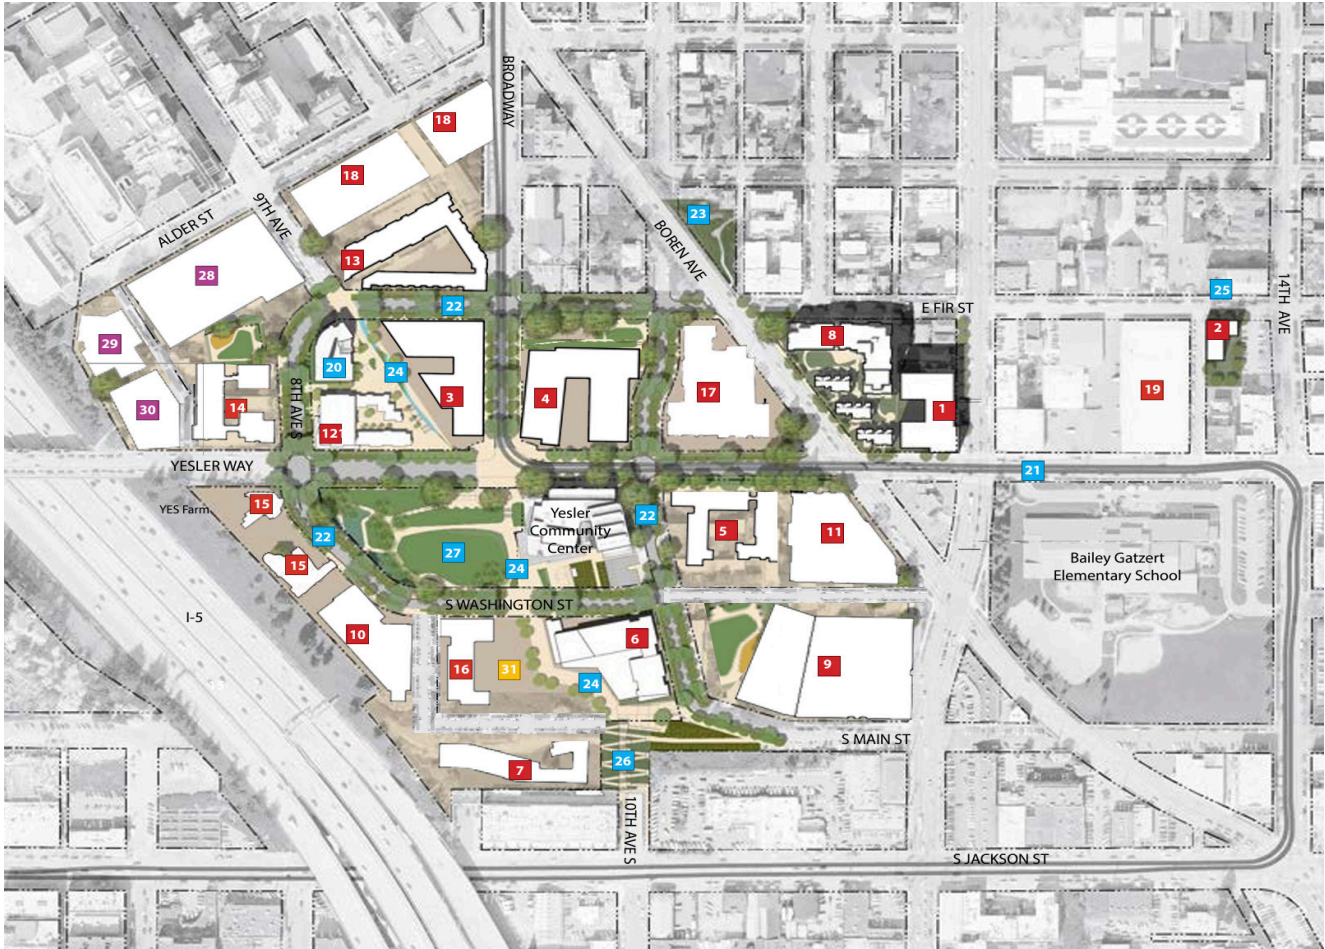 BROADWAY
18
18
9TH AVE
ALDER ST
23
BOREN AVE
13
28
25
14TH AVE
22
E FIR ST
2
8
29
20
24
3
4
17
19
30
14
8TH AVE S
121
1
YESLER WAY
21
YES Farm
15
22
Yesler
Community
Center
22
5
11
27
24
15
Bailey Gatzert
Elementary School
S WASHINGTON ST
I-5
10
16
31
6
9
24
S MAIN ST
7
26
10TH AVE S
S JACKSON ST